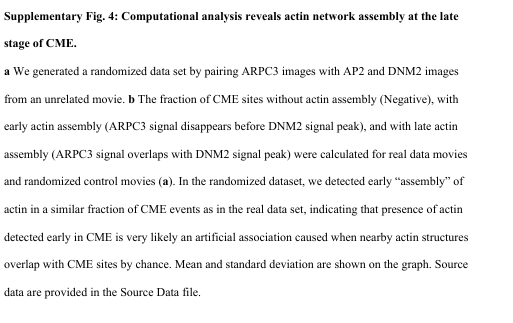 Supplementary Fig. 4: Computational analysis reveals actin network assembly at the late
stage of CME.
a We generated a randomized data set by pairing ARPC3 images with AP2 and DNM2 images
from an unrelated movie. b The fraction of CME sites without actin assembly (Negative), with
early actin assembly (ARPC3 signal disappears before DNM2 signal peak), and with late actin
assembly (ARPC3 signal overlaps with DNM2 signal peak) were calculated for real data movies
and randomized control movies (a). In the randomized dataset, we detected early “assembly” of
actin in a similar fraction of CME events as in the real data set, indicating that presence of actin
detected early in CME is very likely an artificial association caused when nearby actin structures
overlap with CME sites by chance. Mean and standard deviation are shown on the graph. Source
data are provided in the Source Data file.